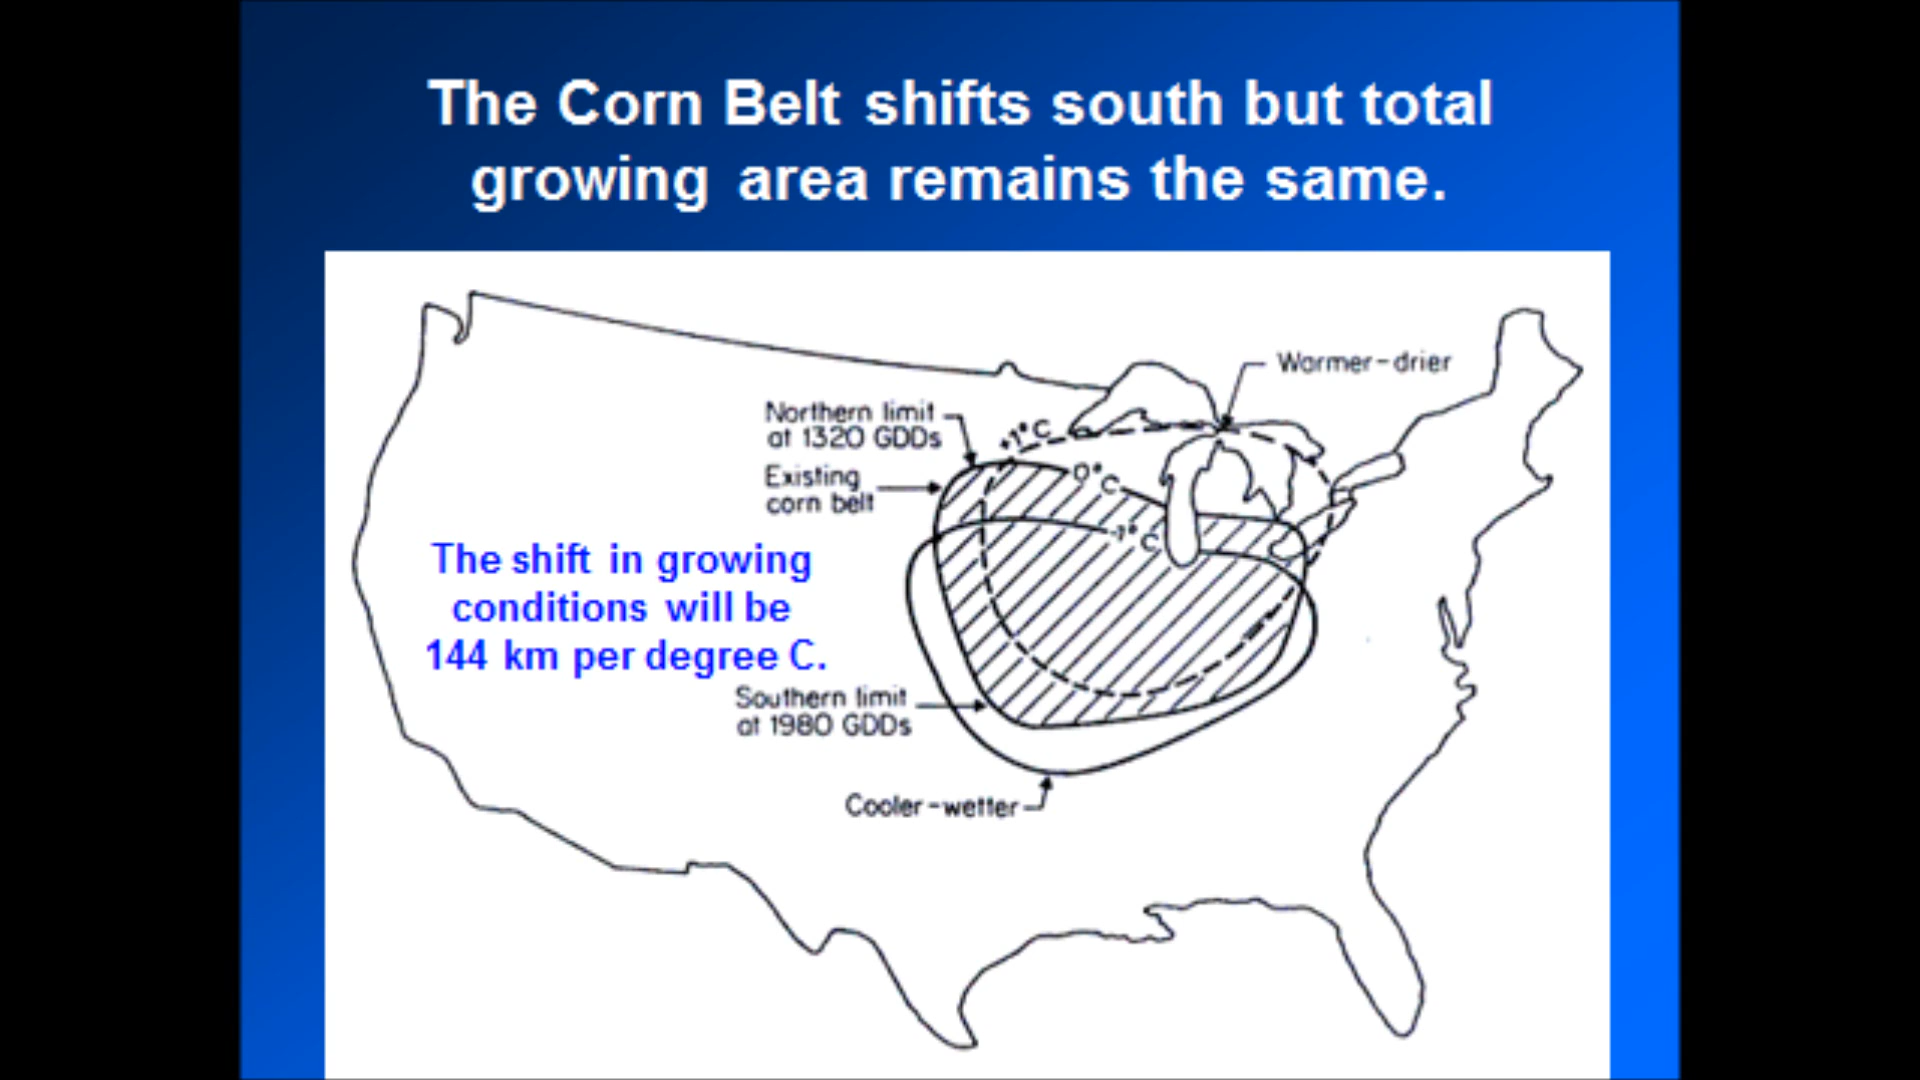 The Corn Belt shifts south but total
growing area remains the same.
Warmer-drier
Northern limit
at 1320 GDDs
+1°C
Existing
corn belt
0°C
-1°C
The shift in growing
conditions will be
144 km per degree C.
Southern limit
at 1980 GDDs
Cooler-wetter